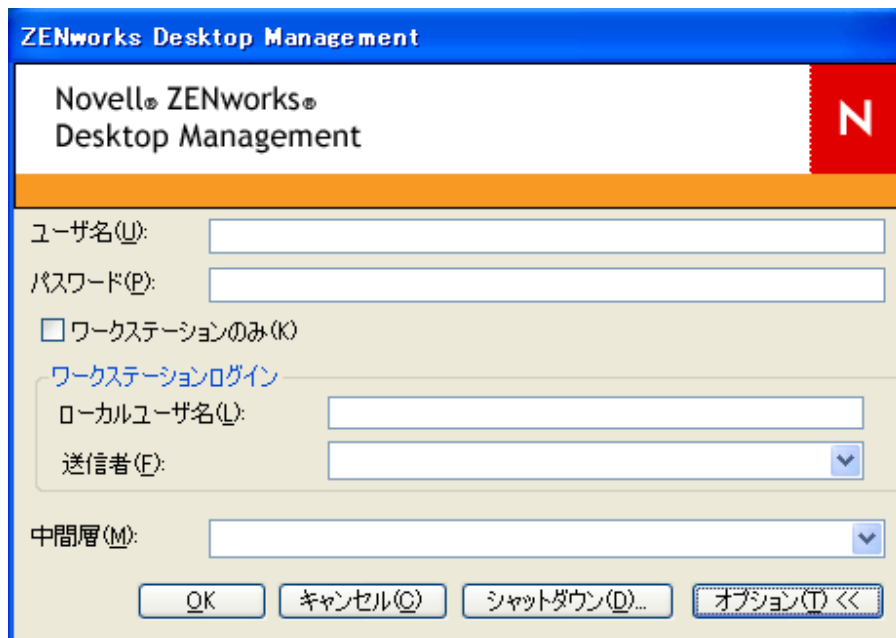 ZENworks Desktop Management
Novell® ZENworks®
Desktop Management
N
ユーザ名(U):
パスワード(P):
ワークステーションのみ(K)
ワークステーションログイン
ローカルユーザ名(L):
送信者(F):
中間層(M):
OK キャンセル(C) シャットダウン(D)... オプション(T) <<